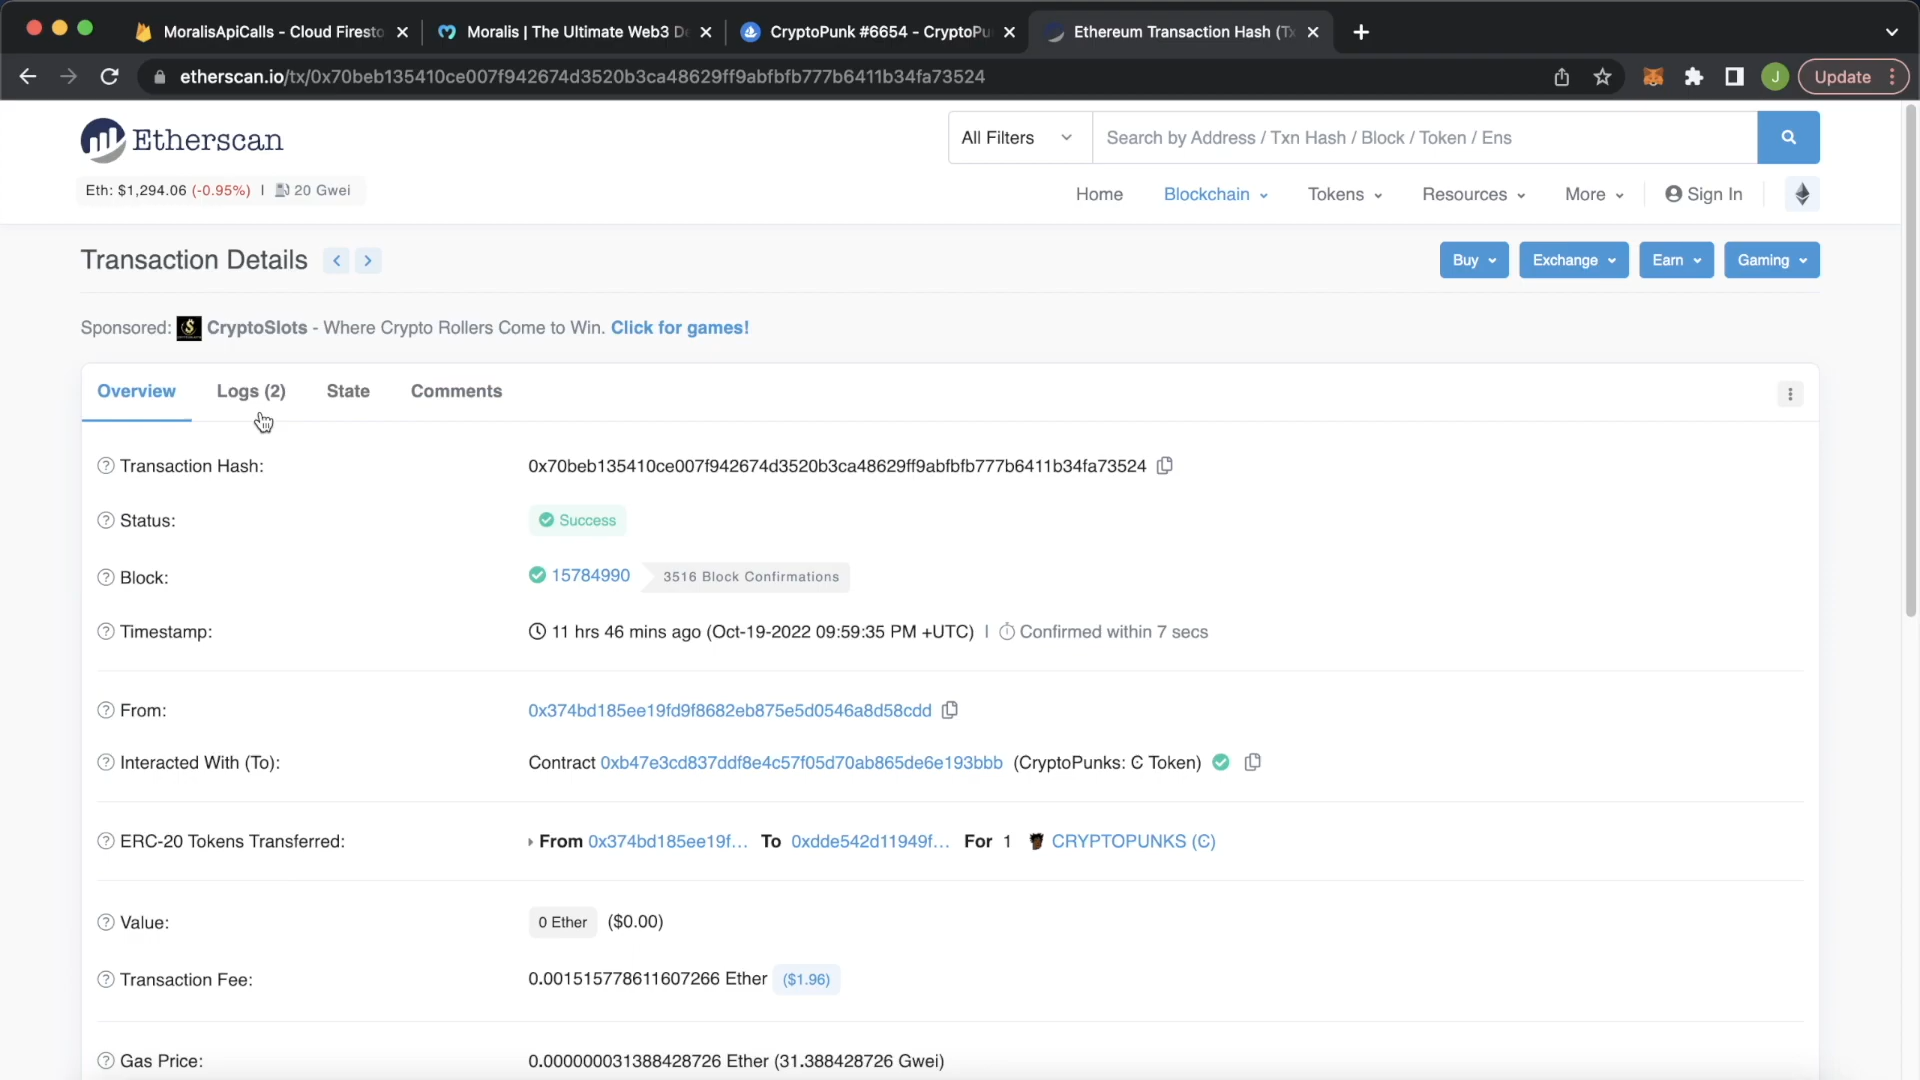 MoralisApiCalls - Cloud Firesto
Moralis | The Ultimate Web3 De
CryptoPunk #6654 - CryptoPu
Ethereum Transaction Hash (Tx
etherscan.io/tx/0x70beb135410ce007f942674d3520b3ca48629ff9abfbfb777b6411b34fa73524
J
Update
Etherscan
All Filters
Search by Address / Txn Hash / Block / Token / Ens
Eth: $1,294.06 (-0.95%) | 20 Gwei
Home Blockchain Tokens Resources More Sign In
Transaction Details
Buy Exchange Earn Gaming
Sponsored: CryptoSlots - Where Crypto Rollers Come to Win. Click for games!
Overview Logs (2) State Comments
Transaction Hash: 0x70beb135410ce007f942674d3520b3ca48629ff9abfbfb777b6411b34fa73524
Status: Success
Block: 15784990 3516 Block Confirmations
Timestamp: 11 hrs 46 mins ago (Oct-19-2022 09:59:35 PM +UTC) | Confirmed within 7 secs
From: 0x374bd185ee19fd9f8682eb875e5d0546a8d58cdd
Interacted With (To): Contract 0xb47e3cd837ddf8e4c57f05d70ab865de6e193bbb (CryptoPunks: Ͼ Token)
ERC-20 Tokens Transferred: From 0x374bd185ee19f... To 0xdde542d11949f... For 1 CRYPTOPUNKS (Ͼ)
Value: 0 Ether ($0.00)
Transaction Fee: 0.001515778611607266 Ether ($1.96)
Gas Price: 0.000000031388428726 Ether (31.388428726 Gwei)